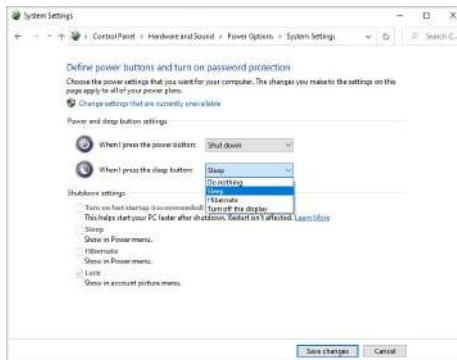 System Settings
Control Panel › Hardware and Sound › Power Options › System Settings
Search C...
Define power buttons and turn on password protection
Choose the power settings that you want for your computer. The changes you make to the settings on this
page apply to all of your power plans.
Change settings that are currently unavailable
Power and sleep button settings
When I press the power button: Shut down
When I press the sleep button: Sleep
Do nothing
Sleep
Hibernate
Turn off the display
Shutdown settings
Turn on fast startup (recommended)
This helps start your PC faster after shutdown. Restart isn't affected. Learn More
Sleep
Show in Power menu.
Hibernate
Show in Power menu.
Lock
Show in account picture menu.
Save changes
Cancel